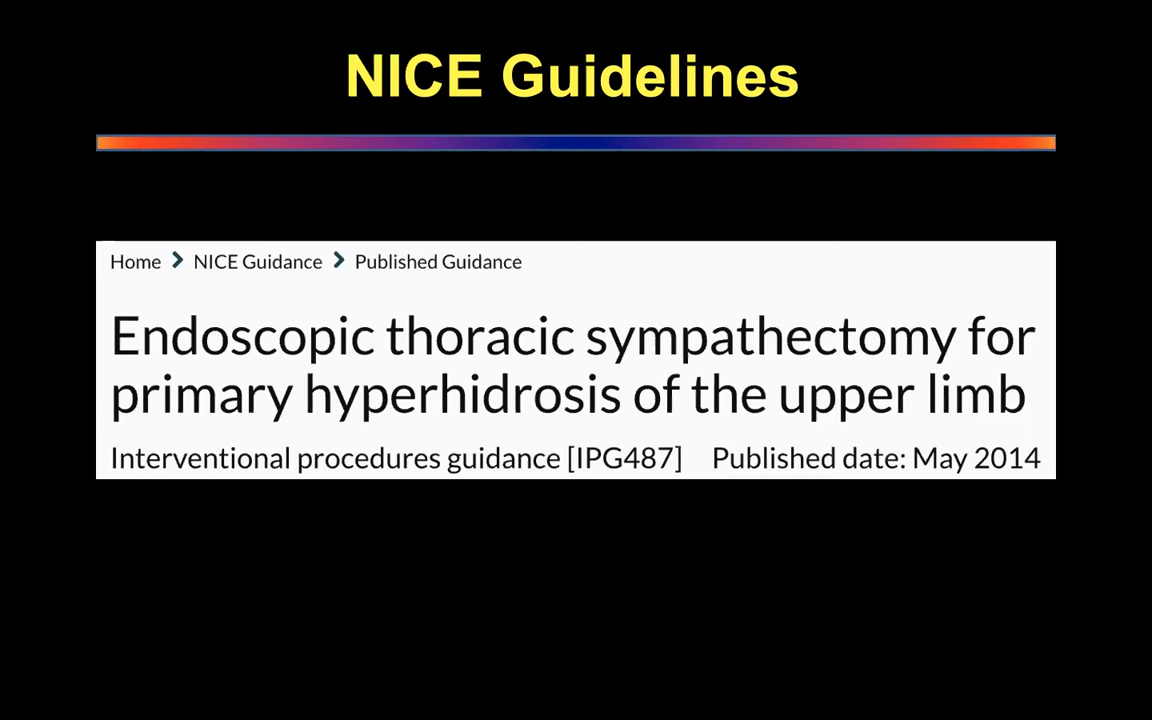 NICE Guidelines
Home > NICE Guidance > Published Guidance
Endoscopic thoracic sympathectomy for
primary hyperhidrosis of the upper limb
Interventional procedures guidance [IPG487] Published date: May 2014